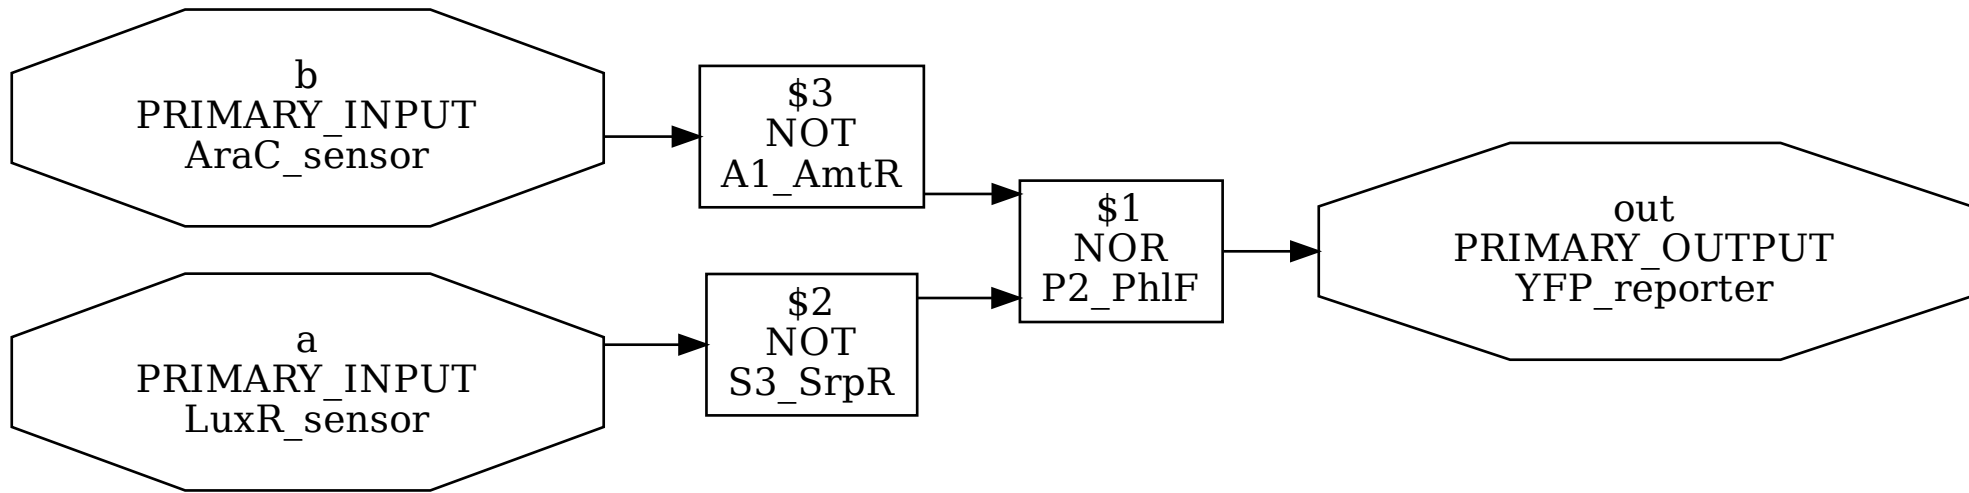 b
PRIMARY_INPUT
AraC_sensor
a
PRIMARY_INPUT
LuxR_sensor
$3
NOT
A1_AmtR
$2
NOT
S3_SrpR
$1
NOR
P2_PhlF
out
PRIMARY_OUTPUT
YFP_reporter